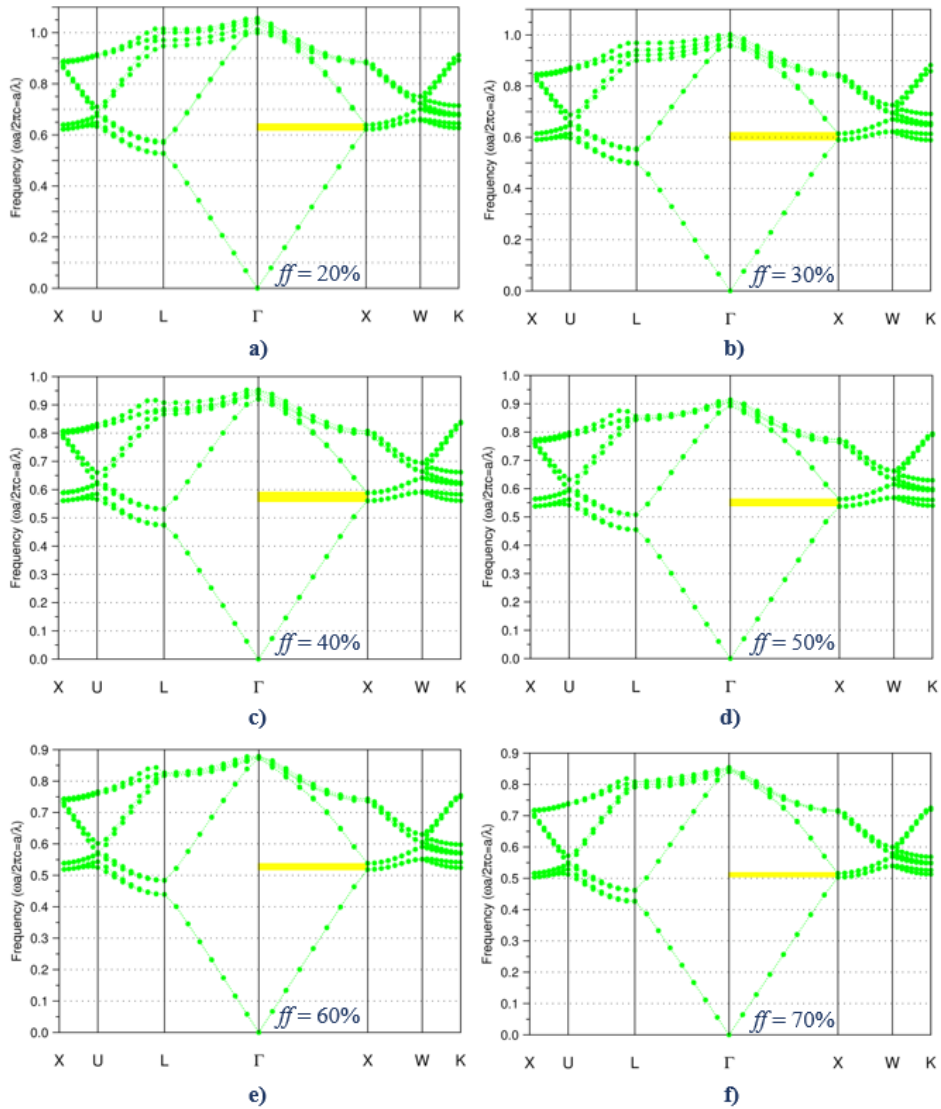 Frequency (ωa/2πc=a/λ)
1.0
0.8
0.6
0.4
0.2
0.0
ff = 20%
X U L Γ X W K
a)
Frequency (ωa/2πc=a/λ)
1.0
0.8
0.6
0.4
0.2
0.0
ff = 30%
X U L Γ X W K
b)
Frequency (ωa/2πc=a/λ)
1.0
0.9
0.8
0.7
0.6
0.5
0.4
0.3
0.2
0.1
0.0
ff = 40%
X U L Γ X W K
c)
Frequency (ωa/2πc=a/λ)
1.0
0.9
0.8
0.7
0.6
0.5
0.4
0.3
0.2
0.1
0.0
ff = 50%
X U L Γ X W K
d)
Frequency (ωa/2πc=a/λ)
0.9
0.8
0.7
0.6
0.5
0.4
0.3
0.2
0.1
0.0
ff = 60%
X U L Γ X W K
e)
Frequency (ωa/2πc=a/λ)
0.9
0.8
0.7
0.6
0.5
0.4
0.3
0.2
0.1
0.0
ff = 70%
X U L Γ X W K
f)